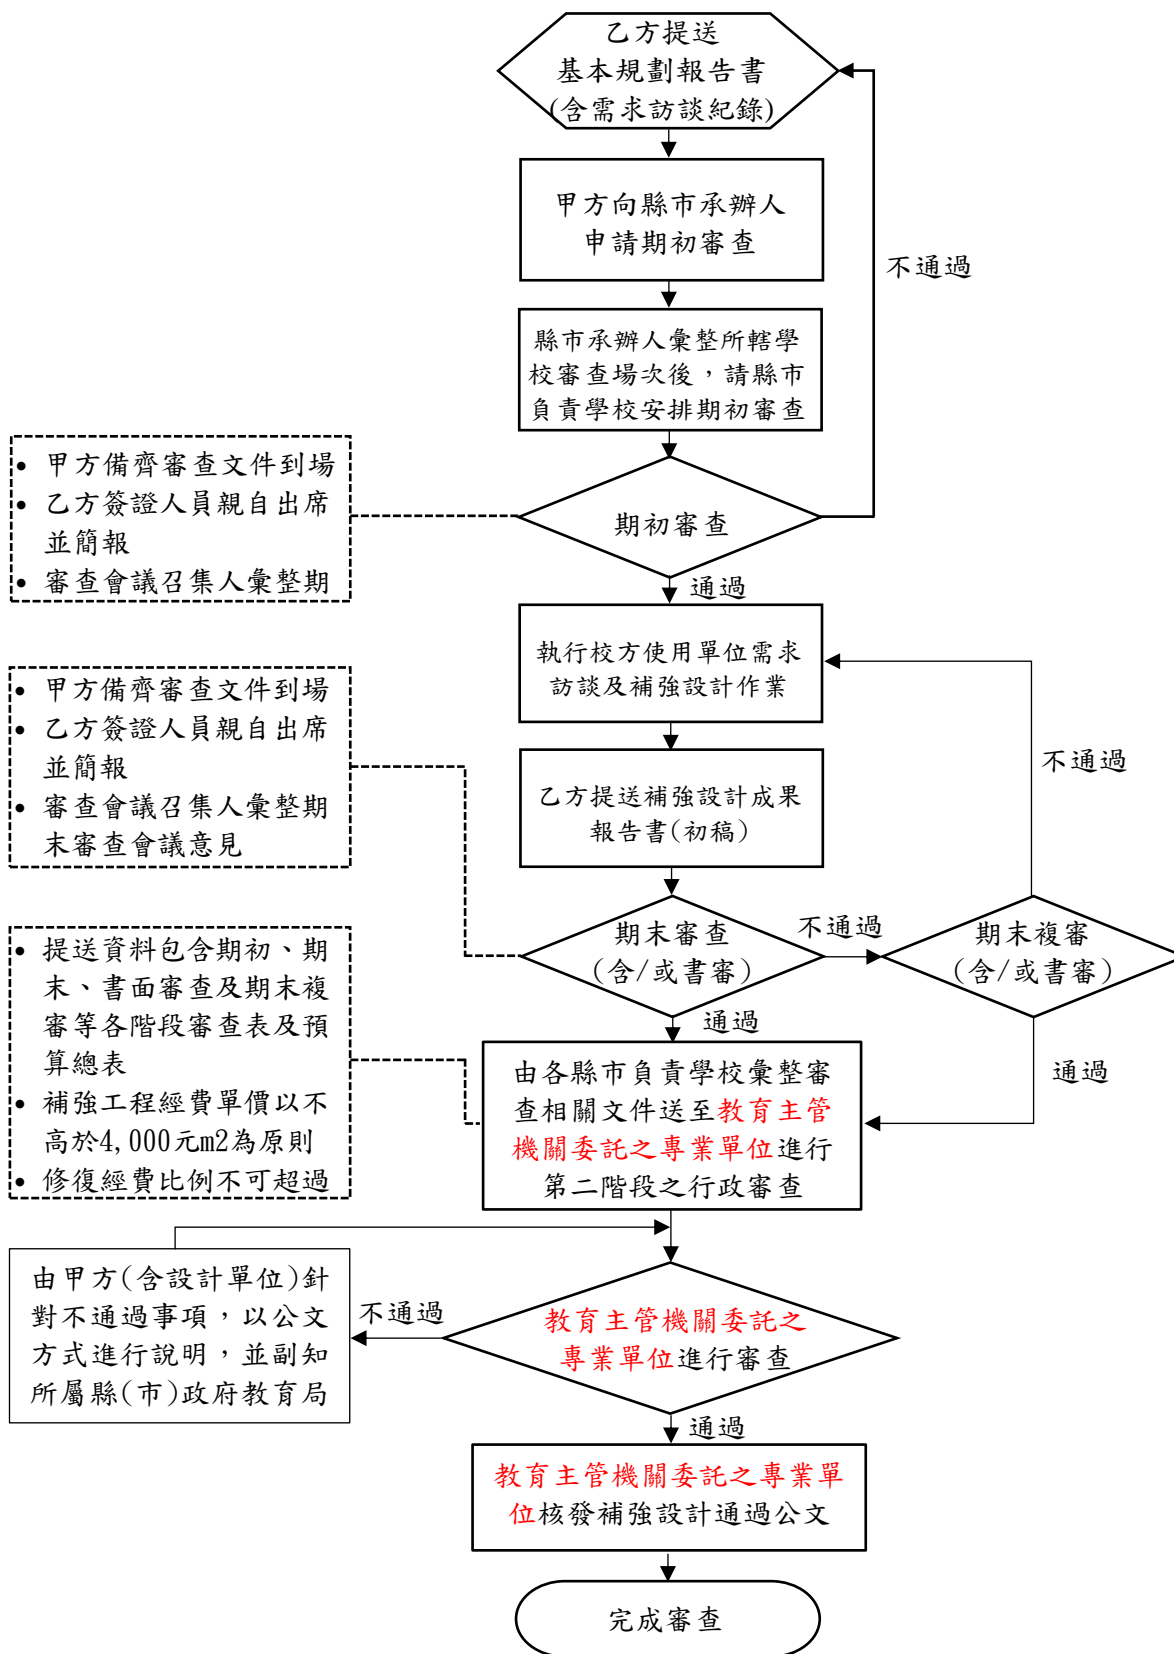 乙方提送
基本規劃報告書
(含需求訪談紀錄)
甲方向縣市承辦人
申請期初審查
不通過
縣市承辦人彙整所轄學
校審查場次後，請縣市
負責學校安排期初審查
• 甲方備齊審查文件到場
• 乙方簽證人員親自出席
並簡報
• 審查會議召集人彙整期
期初審查
通過
執行校方使用單位需求
訪談及補強設計作業
• 甲方備齊審查文件到場
• 乙方簽證人員親自出席
並簡報
• 審查會議召集人彙整期
末審查會議意見
不通過
乙方提送補強設計成果
報告書(初稿)
期末審查
(含/或書審)
不通過
期末複審
(含/或書審)
• 提送資料包含期初、期
末、書面審查及期末複
審等各階段審查表及預
算總表
• 補強工程經費單價以不
高於4,000元m2為原則
• 修復經費比例不可超過
通過
通過
由各縣市負責學校彙整審
查相關文件送至教育主管
機關委託之專業單位進行
第二階段之行政審查
由甲方(含設計單位)針
對不通過事項，以公文
方式進行說明，並副知
所屬縣(市)政府教育局
不通過
教育主管機關委託之
專業單位進行審查
通過
教育主管機關委託之專業單
位核發補強設計通過公文
完成審查